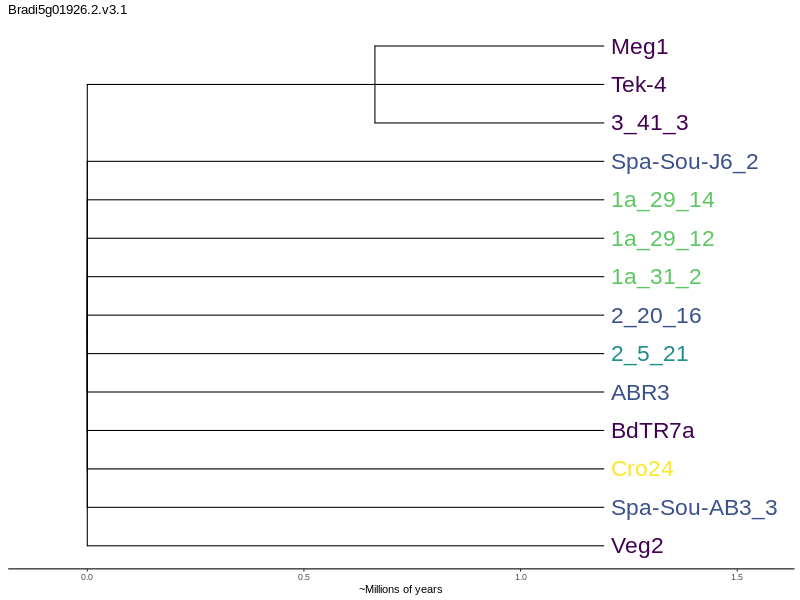 Bradi5g01926.2.v3.1
Meg1
Tek-4
3_41_3
Spa-Sou-J6_2
1a_29_14
1a_29_12
1a_31_2
2_20_16
2_5_21
ABR3
BdTR7a
Cro24
Spa-Sou-AB3_3
Veg2
0.0 0.5 1.0 1.5
~Millions of years